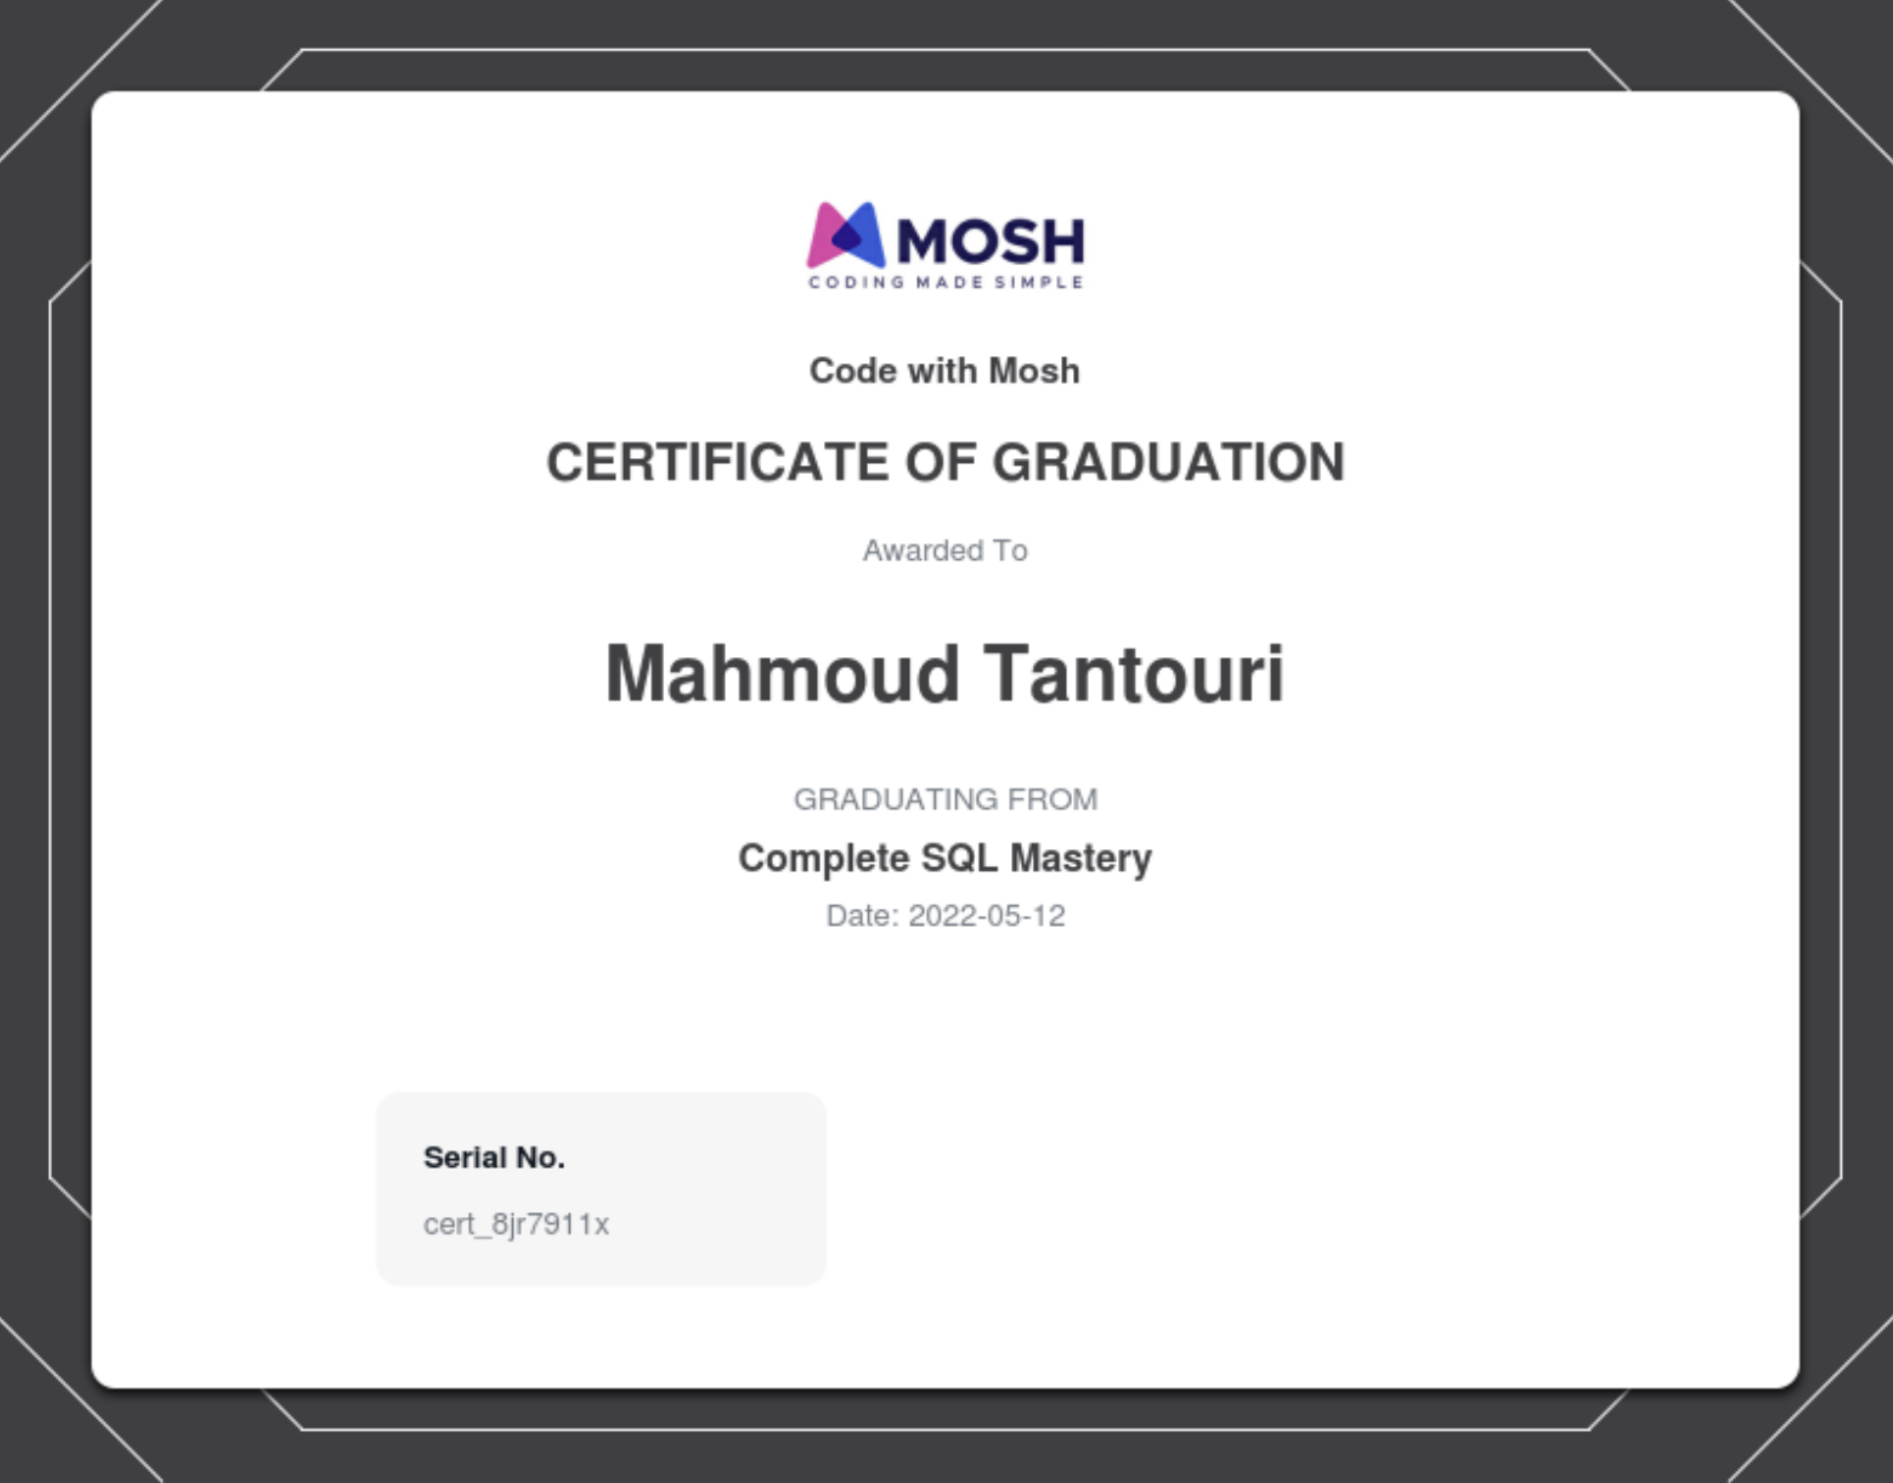 MOSH
CODING MADE SIMPLE
Code with Mosh
CERTIFICATE OF GRADUATION
Awarded To
Mahmoud Tantouri
GRADUATING FROM
Complete SQL Mastery
Date: 2022-05-12
Serial No.
cert_8jr7911x